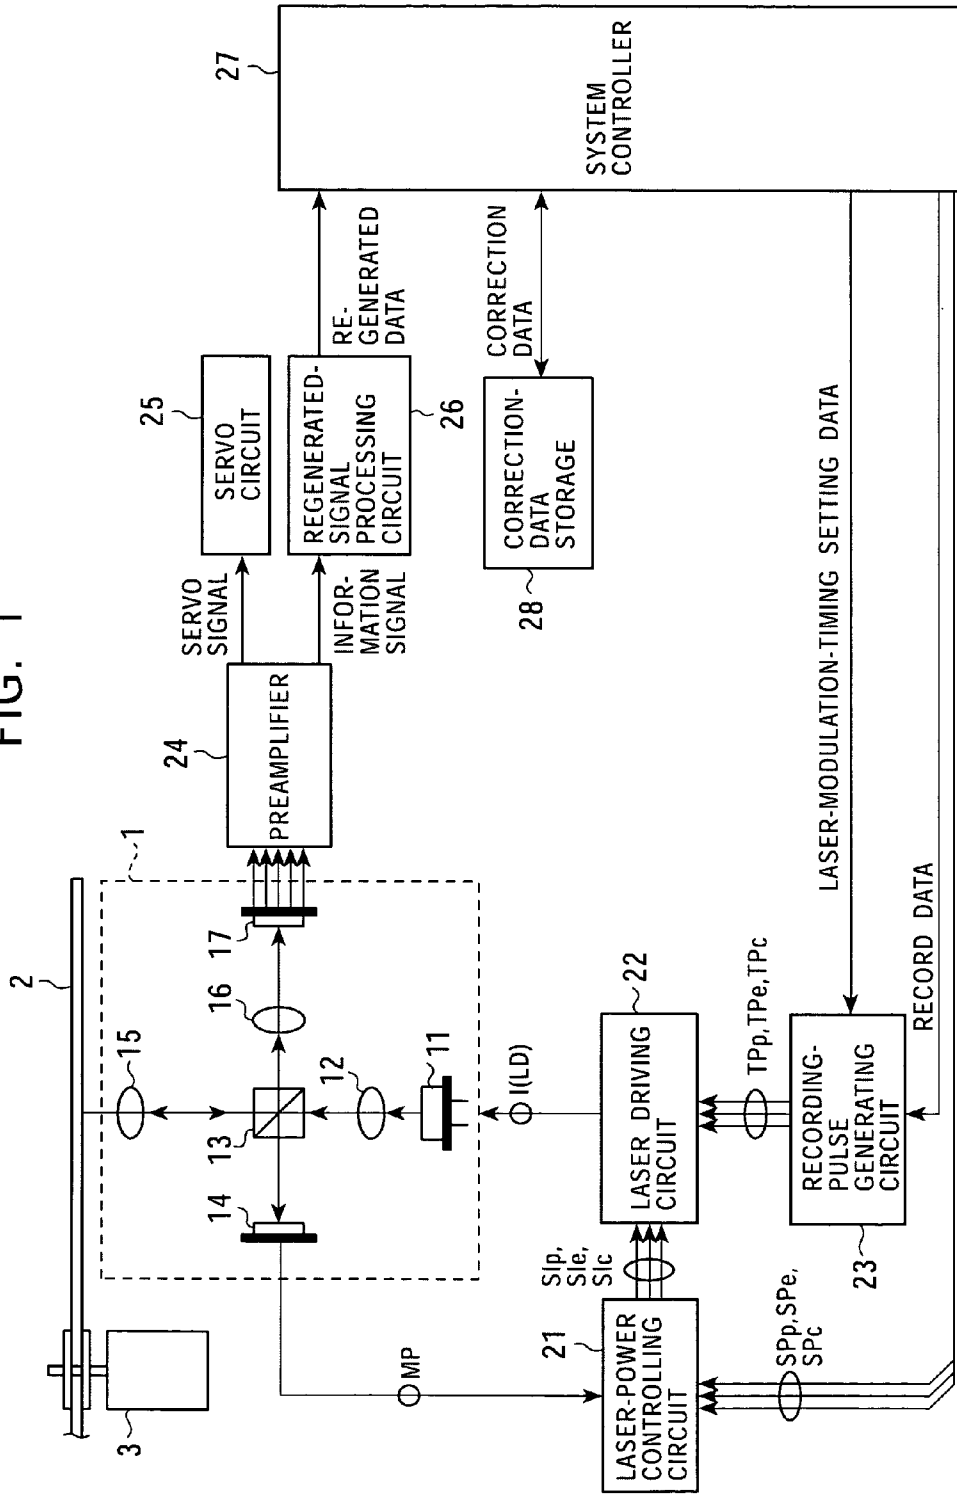 FIG. 1
2
1
3
15
16
17
13
14
12
11
24
PREAMPLIFIER
SERVO
SIGNAL
INFOR-
MATION
SIGNAL
25
SERVO
CIRCUIT
REGENERATED-
SIGNAL
PROCESSING
CIRCUIT
26
RE-
GENERATED
DATA
27
SYSTEM
CONTROLLER
CORRECTION
DATA
CORRECTION-
DATA
STORAGE
28
MP
I(LD)
21
LASER-POWER
CONTROLLING
CIRCUIT
SIp,
SIe,
SIc
22
LASER DRIVING
CIRCUIT
TPp,TPe,TPc
RECORDING-
PULSE
GENERATING
CIRCUIT
23
SPp,SPe,
SPc
LASER-MODULATION-TIMING SETTING DATA
RECORD DATA